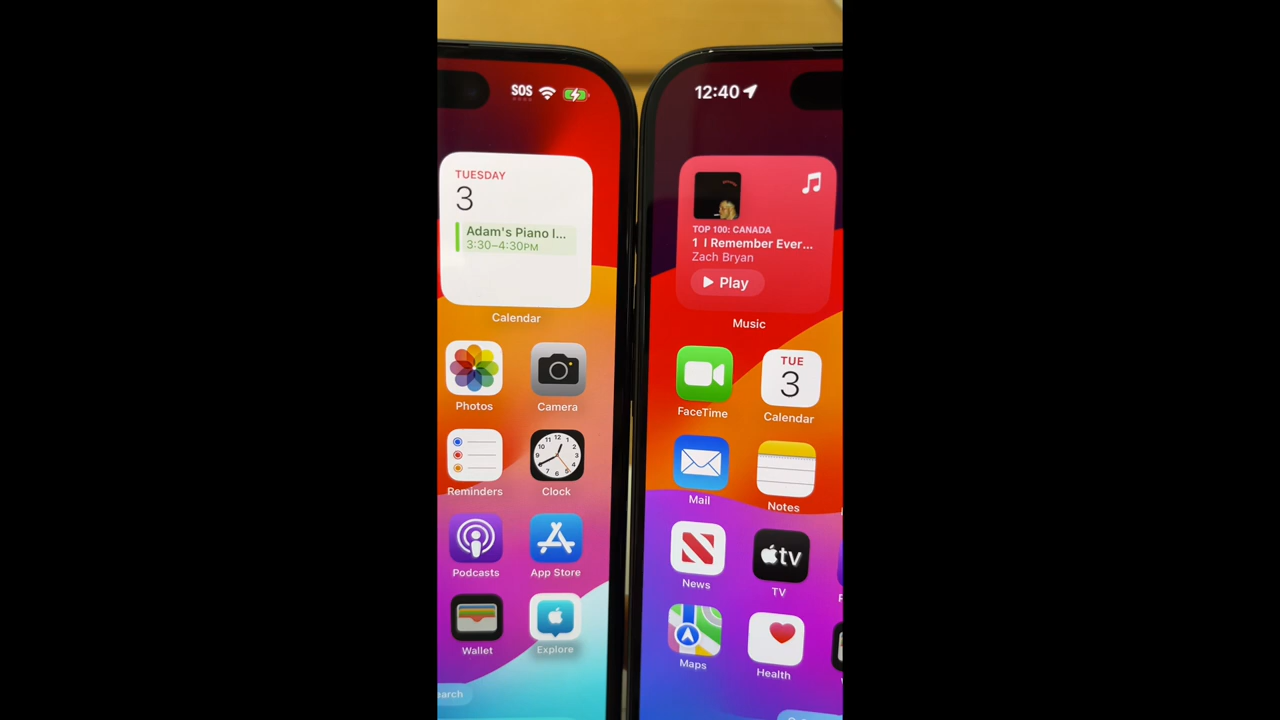 SOS
TUESDAY
3
Adam's Piano l...
3:30–4:30PM
Calendar
Photos
Camera
Reminders
Clock
Podcasts
App Store
Wallet
Explore
earch
12:40
TOP 100: CANADA
1 I Remember Ever...
Zach Bryan
Play
Music
TUE
3
FaceTime
Calendar
Mail
Notes
News
tv
TV
Maps
Health